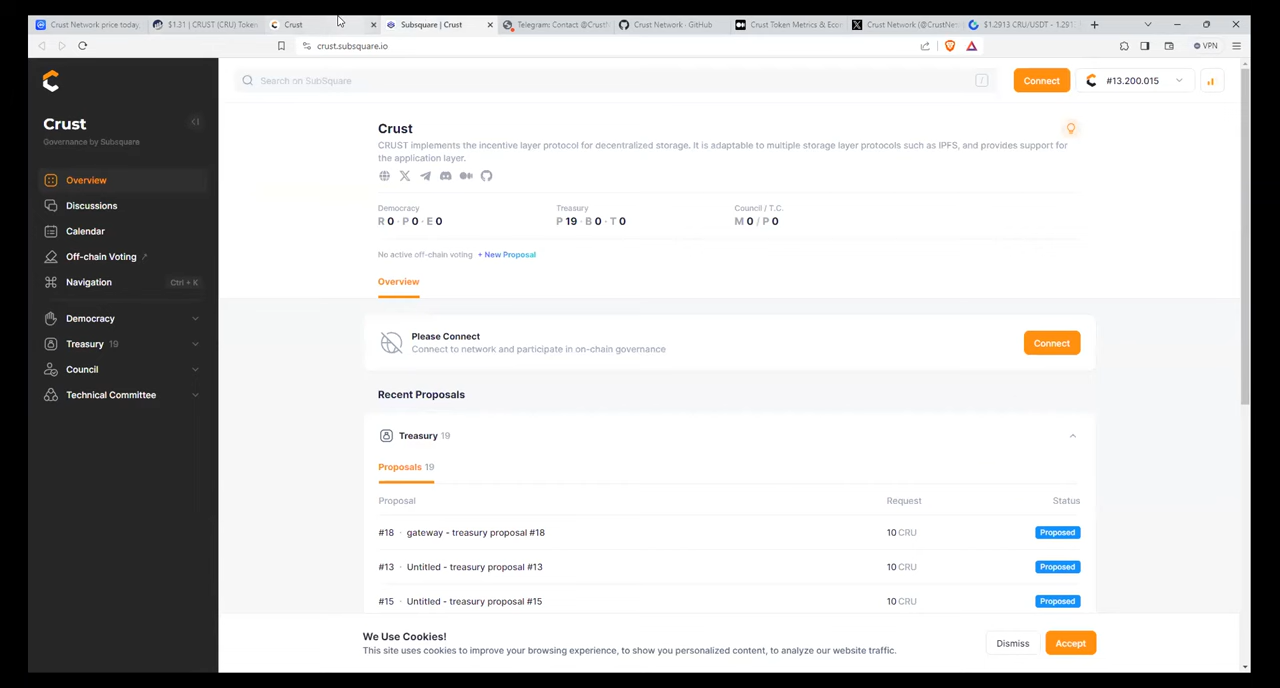 Crust Network price today,
$1.31 | CRUST (CRU) Token
Crust
Subsquare | Crust
Telegram: Contact @Crust
Crust Network · GitHub
Crust Token Metrics & Econ
Crust Network (@CrustNet
$1.2913 CRU/USDT - 1.291
crust.subsquare.io
VPN
Search on SubSquare
/
Connect
#13.200.015
Crust
Governance by Subsquare
Overview
Discussions
Calendar
Off-chain Voting
Navigation
Ctrl + K
Democracy
Treasury 19
Council
Technical Committee
Crust
CRUST implements the incentive layer protocol for decentralized storage. It is adaptable to multiple storage layer protocols such as IPFS, and provides support for
the application layer.
Democracy
R 0 · P 0 · E 0
Treasury
P 19 · B 0 · T 0
Council / T.C.
M 0 / P 0
No active off-chain voting + New Proposal
Overview
Please Connect
Connect to network and participate in on-chain governance
Connect
Recent Proposals
Treasury 19
Proposals 19
Proposal Request Status
#18 · gateway - treasury proposal #18 10 CRU Proposed
#13 · Untitled - treasury proposal #13 10 CRU Proposed
#15 · Untitled - treasury proposal #15 10 CRU Proposed
We Use Cookies!
This site uses cookies to improve your browsing experience, to show you personalized content, to analyze our website traffic.
Dismiss
Accept